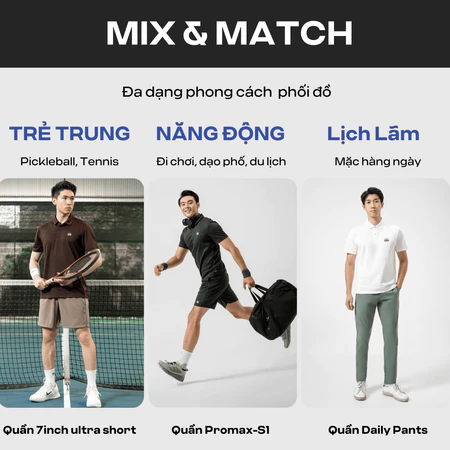 MIX & MATCH
Đa dạng phong cách phối đồ
TRẺ TRUNG
Pickleball, Tennis
NĂNG ĐỘNG
Đi chơi, dạo phố, du lịch
Lịch Lãm
Mặc hàng ngày
Quần 7inch ultra short
Quần Promax-S1
Quần Daily Pants